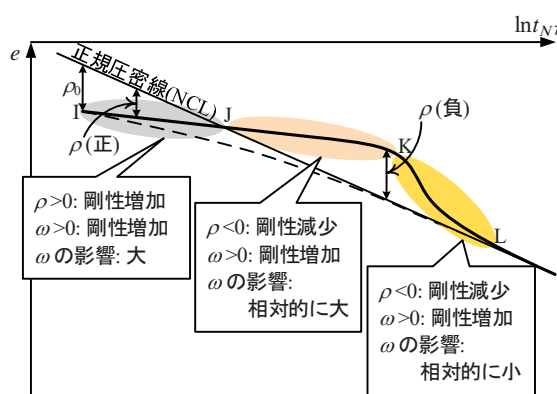 ln t_N1
e
正規圧密線(NCL)
ρ0
I
J
K
L
ρ(正)
ρ(負)
ρ>0: 剛性増加
ω>0: 剛性増加
ωの影響: 大
ρ<0: 剛性減少
ω>0: 剛性増加
ωの影響:
相対的に大
ρ<0: 剛性減少
ω>0: 剛性増加
ωの影響:
相対的に小